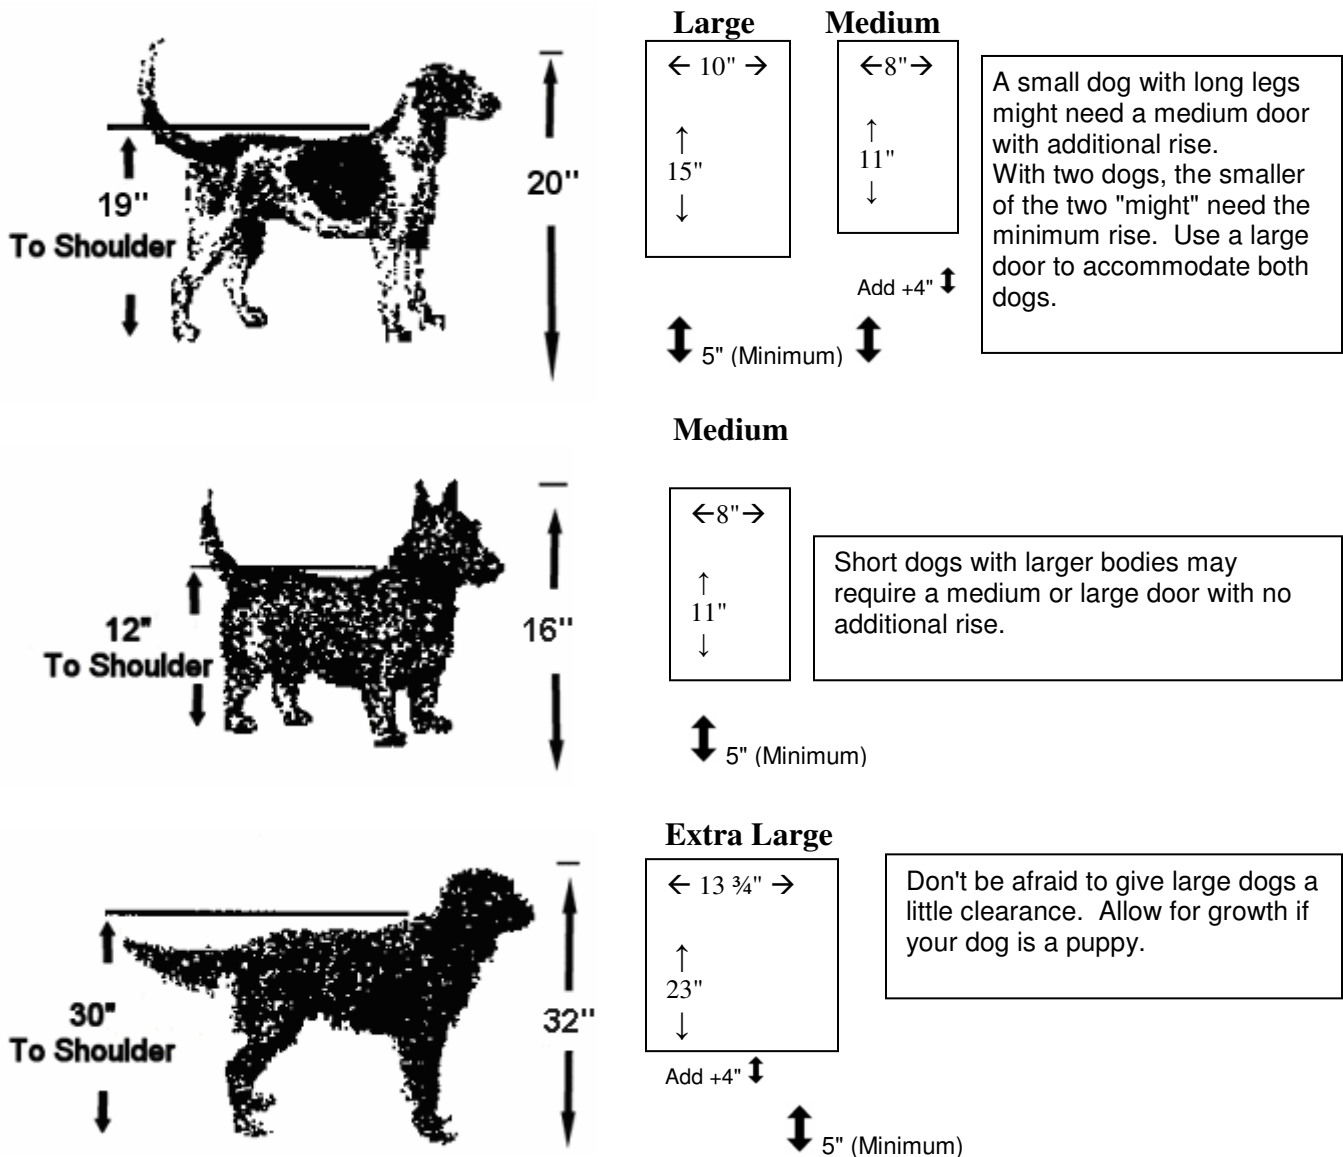 Large
Medium
← 10" →
←8"→
↑
15"
↓
↑
11"
↓
A small dog with long legs
might need a medium door
with additional rise.
With two dogs, the smaller
of the two "might" need the
minimum rise.  Use a large
door to accommodate both
dogs.
19"
To Shoulder
20"
Add +4"
5" (Minimum)
Medium
←8"→
↑
11"
↓
12"
To Shoulder
16"
Short dogs with larger bodies may
require a medium or large door with no
additional rise.
5" (Minimum)
Extra Large
← 13 ¾" →
↑
23"
↓
Don't be afraid to give large dogs a
little clearance.  Allow for growth if
your dog is a puppy.
30"
To Shoulder
32"
Add +4"
5" (Minimum)